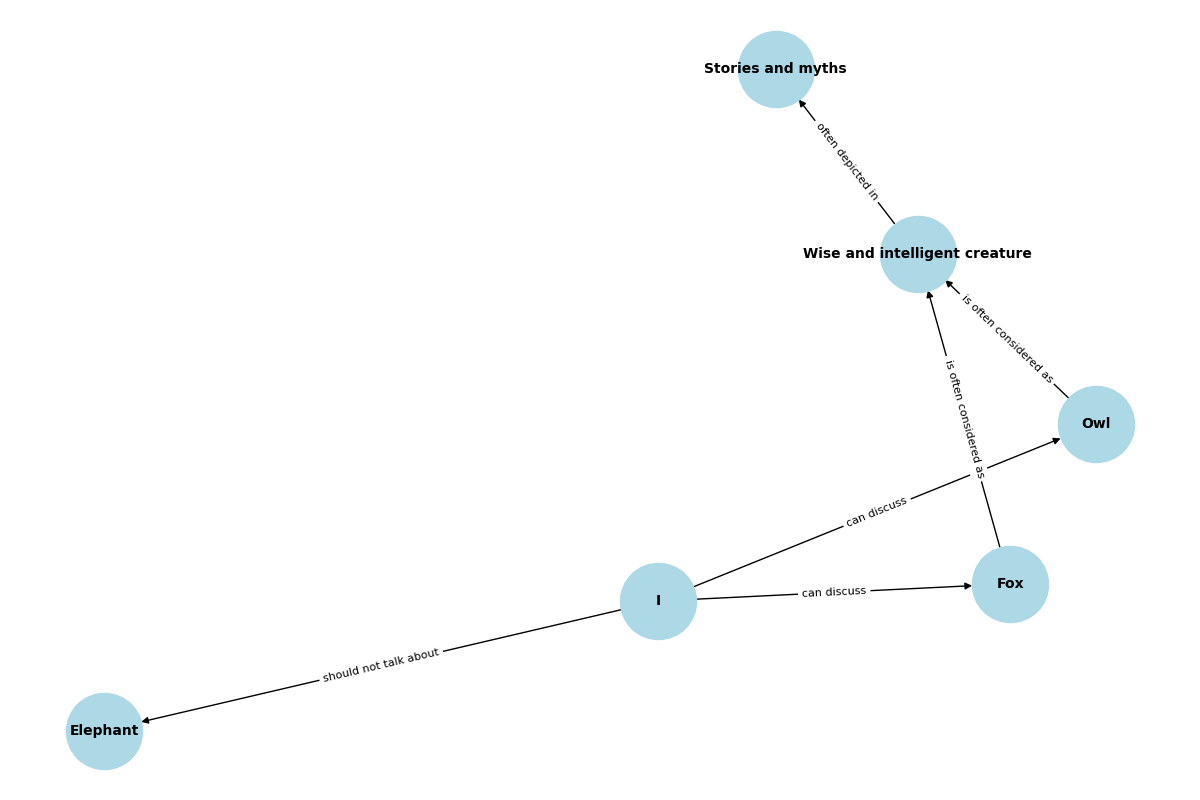 Stories and myths
often depicted in
Wise and intelligent creature
is often considered as
is often considered as
Owl
can discuss
Fox
can discuss
I
should not talk about
Elephant